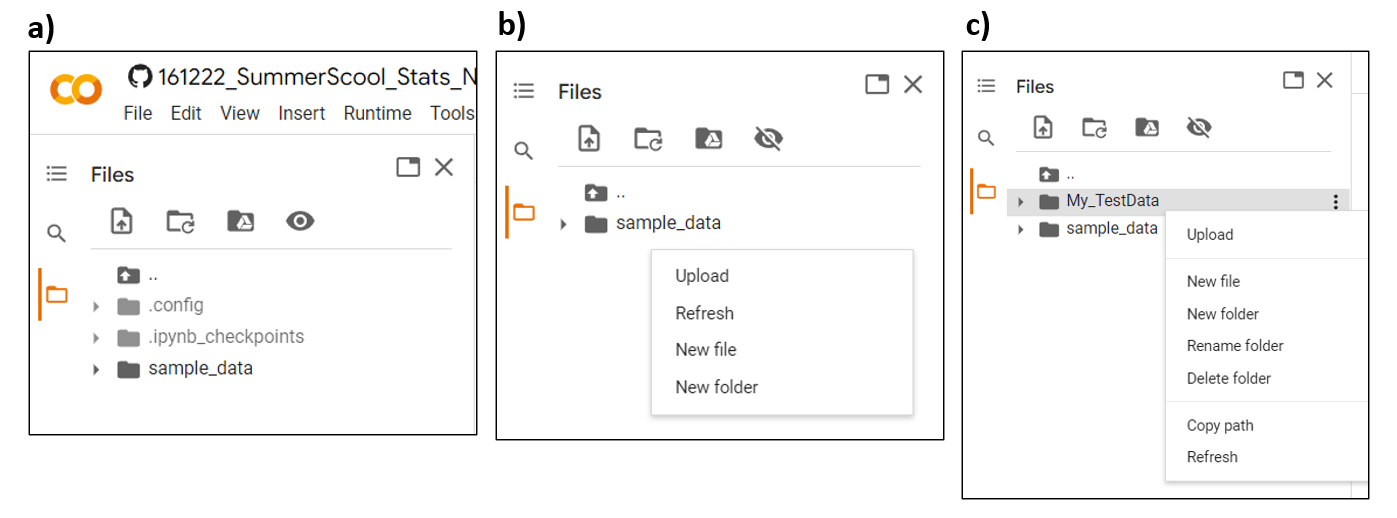 a)
161222_SummerScool_Stats_N
File Edit View Insert Runtime Tools
Files
..
.config
.ipynb_checkpoints
sample_data
b)
Files
..
sample_data
Upload
Refresh
New file
New folder
c)
Files
..
My_TestData
sample_data
Upload
New file
New folder
Rename folder
Delete folder
Copy path
Refresh